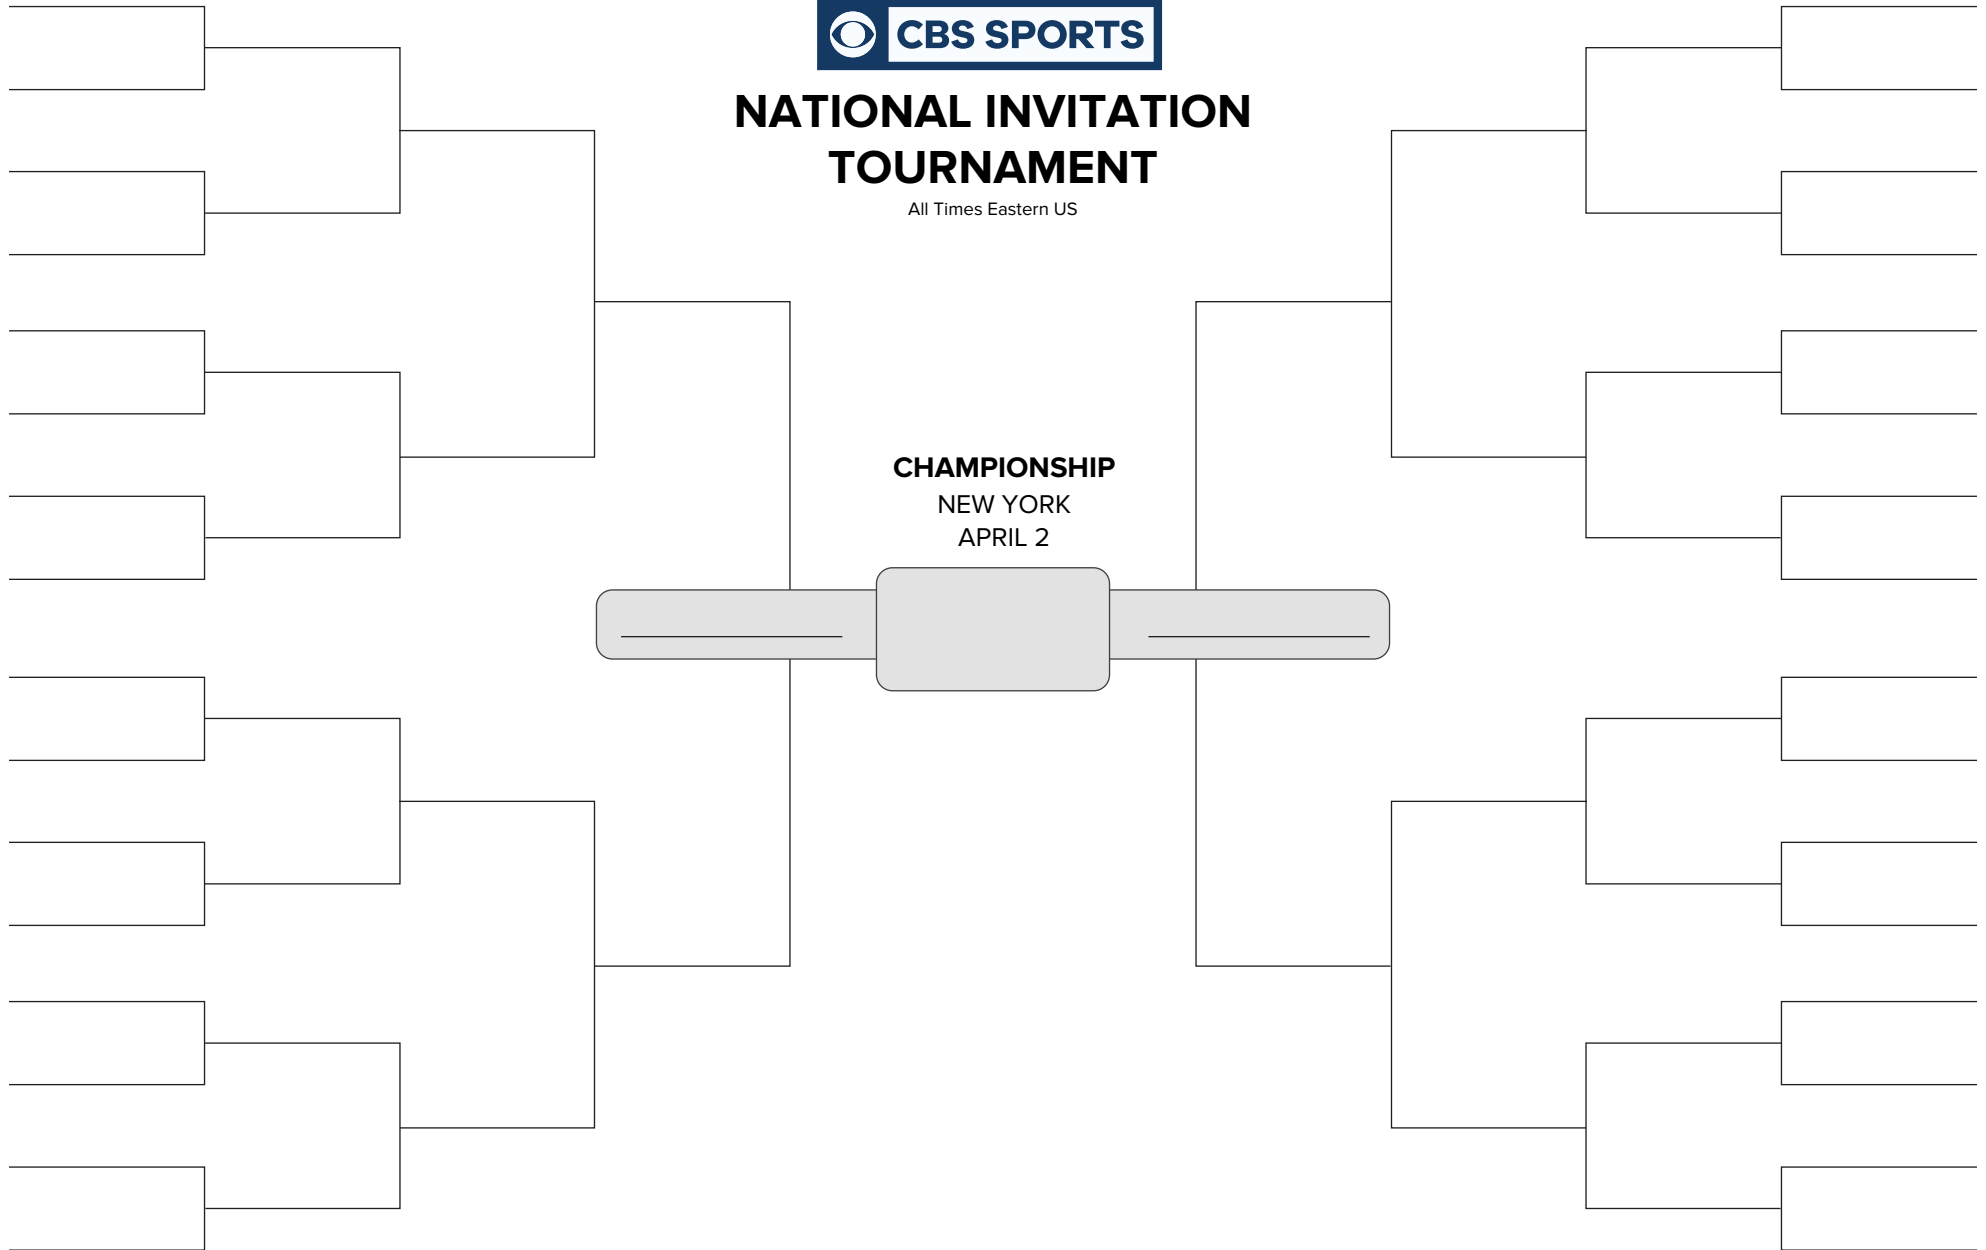 CBS SPORTS
NATIONAL INVITATION
TOURNAMENT
All Times Eastern US
CHAMPIONSHIP
NEW YORK
APRIL 2